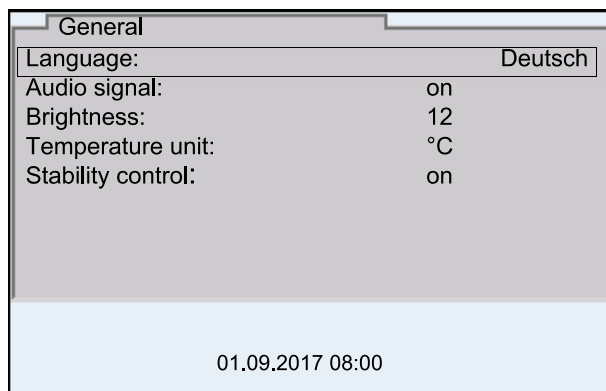 General
Language: Deutsch
Audio signal: on
Brightness: 12
Temperature unit: °C
Stability control: on
01.09.2017 08:00